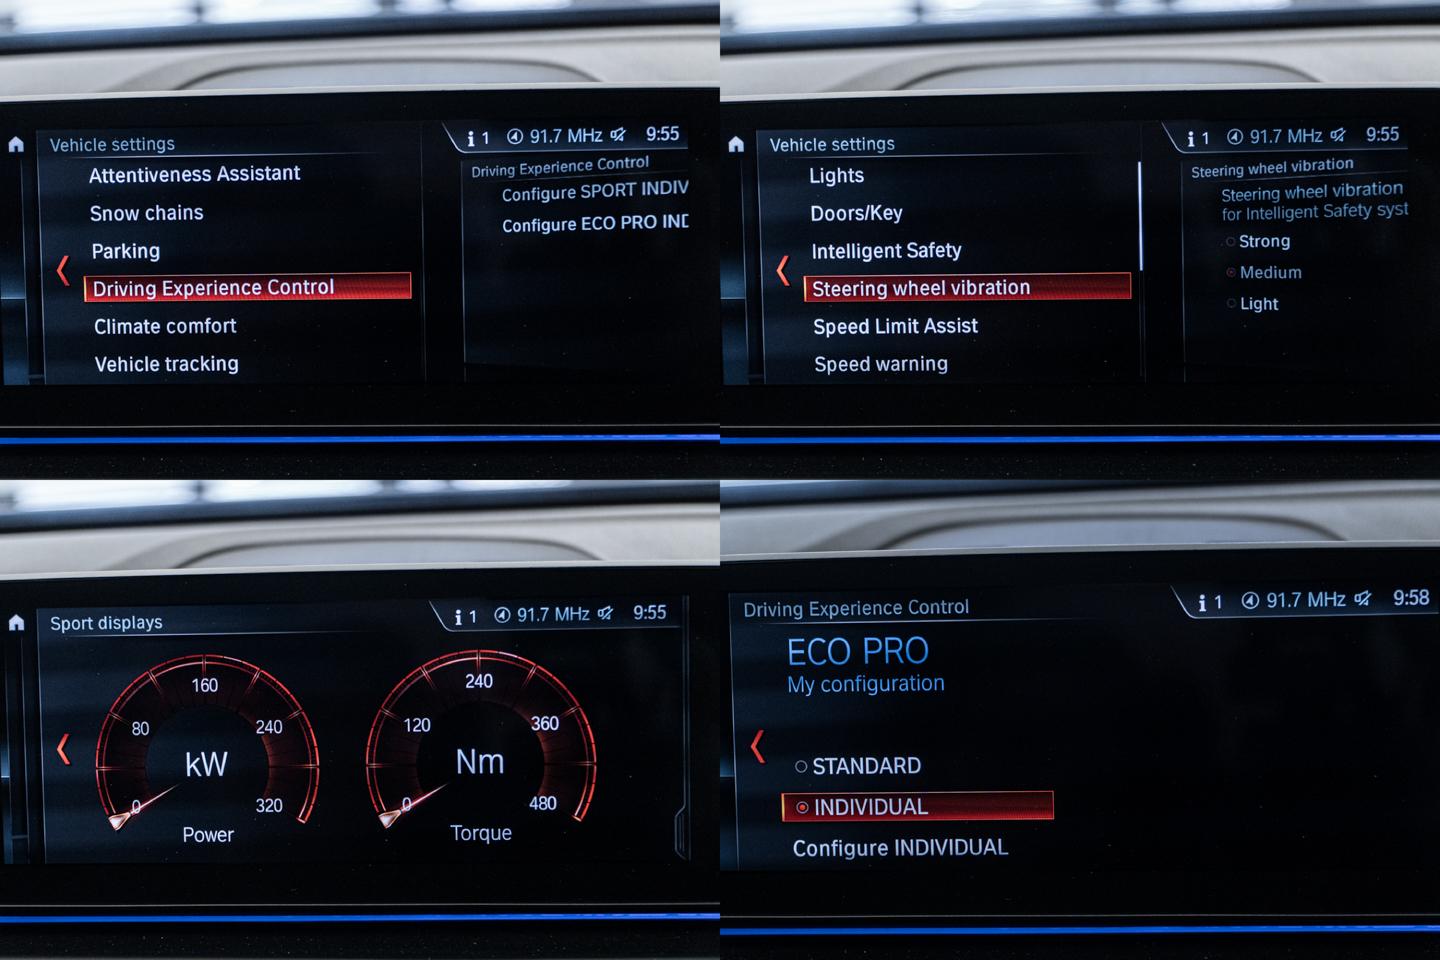 Vehicle settings
i 1 91.7 MHz 9:55
Attentiveness Assistant
Snow chains
Parking
Driving Experience Control
Climate comfort
Vehicle tracking
Driving Experience Control
Configure SPORT INDIV
Configure ECO PRO IND
Vehicle settings
i 1 91.7 MHz 9:55
Lights
Doors/Key
Intelligent Safety
Steering wheel vibration
Speed Limit Assist
Speed warning
Steering wheel vibration
Steering wheel vibration
for Intelligent Safety syst
Strong
Medium
Light
Sport displays
i 1 91.7 MHz 9:55
0
80
160
240
320
kW
Power
0
120
240
360
480
Nm
Torque
Driving Experience Control
i 1 91.7 MHz 9:58
ECO PRO
My configuration
STANDARD
INDIVIDUAL
Configure INDIVIDUAL